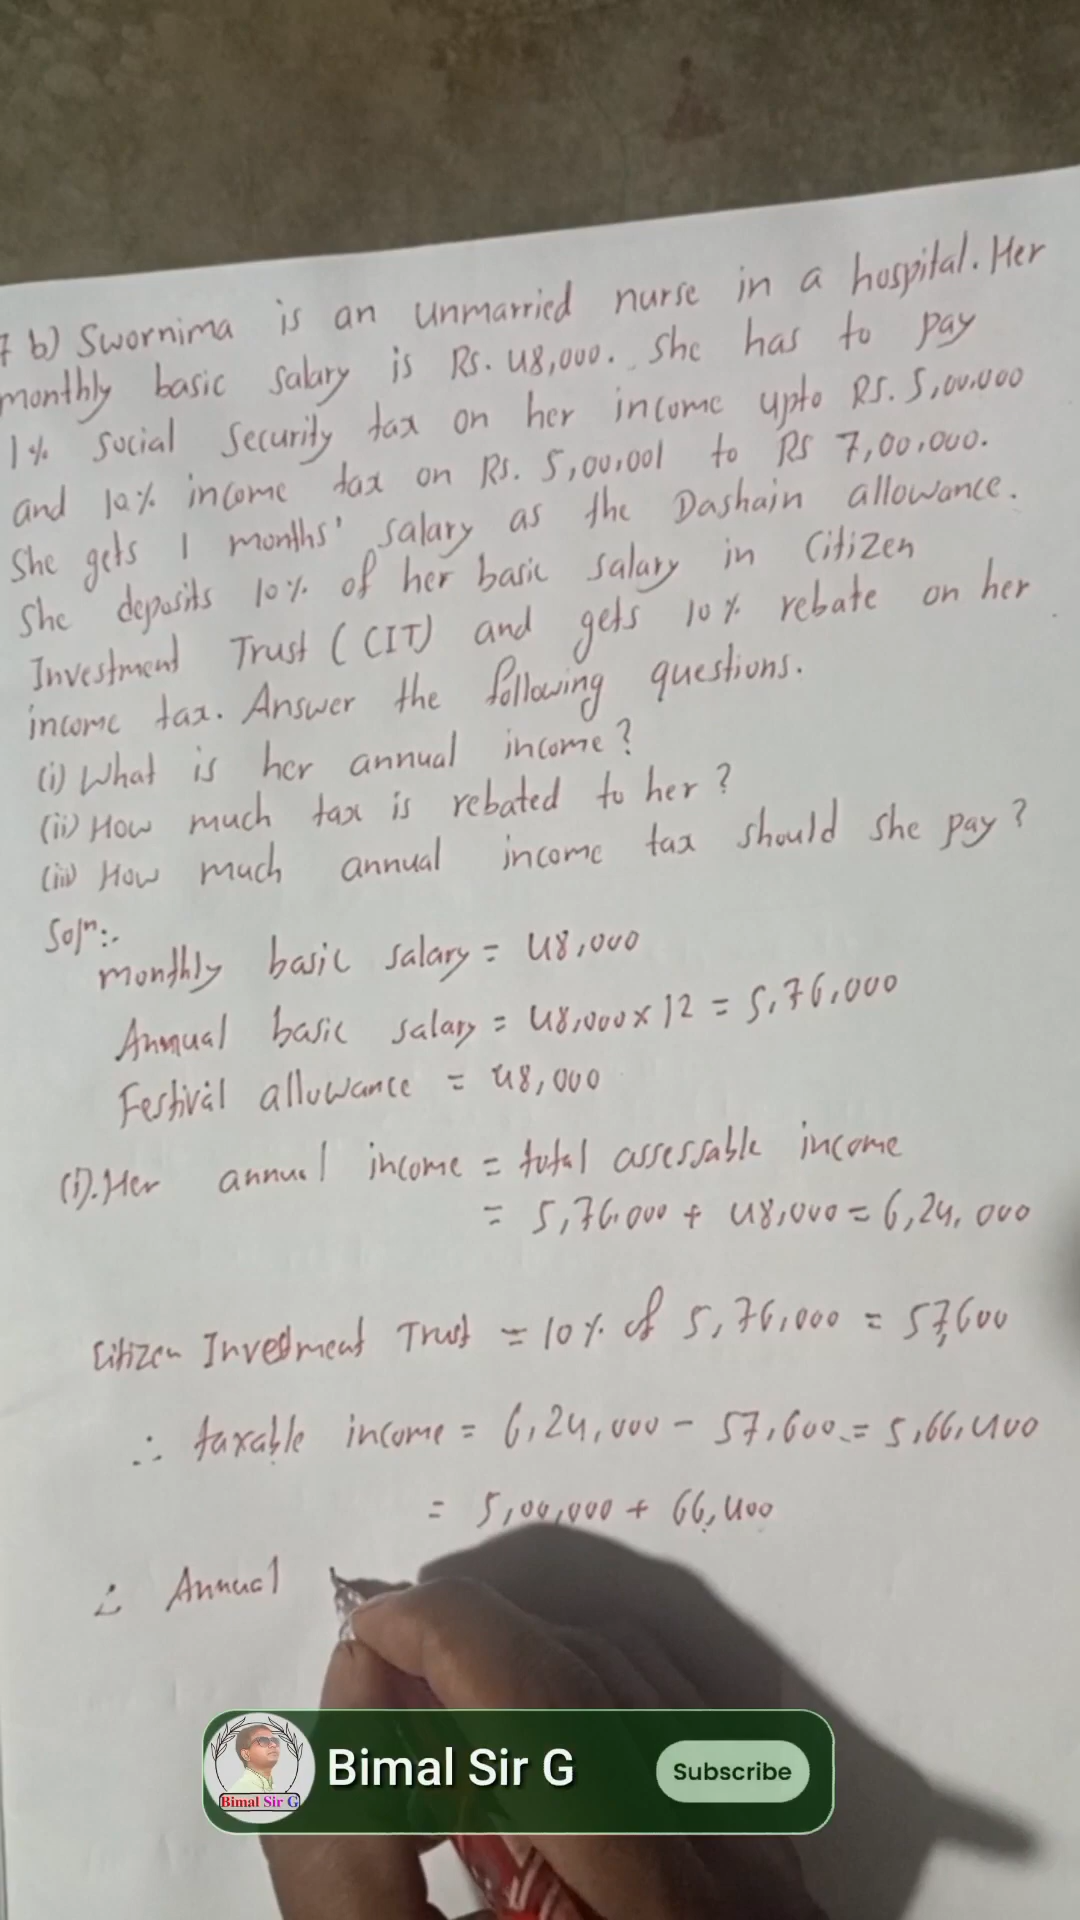 7 b) Swornima is an unmarried nurse in a hospital. Her
monthly basic salary is Rs. 48,000. She has to pay
1% social security tax on her income upto Rs. 5,00,000
and 10% income tax on Rs. 5,00,001 to Rs 7,00,000.
She gets 1 months' salary as the Dashain allowance.
She deposits 10% of her basic salary in Citizen
Investment Trust (CIT) and gets 10% rebate on her
income tax. Answer the following questions.
(i) What is her annual income?
(ii) How much tax is rebated to her?
(iii) How much annual income tax should she pay?
Solⁿ:-
monthly basic salary = 48,000
Annual basic salary = 48,000 x 12 = 5,76,000
Festival allowance = 48,000
(i). Her annual income = total assessable income
= 5,76,000 + 48,000 = 6,24,000
Citizen Investment Trust = 10% of 5,76,000 = 57,600
∴ taxable income = 6,24,000 - 57,600 = 5,66,400
= 5,00,000 + 66,400
∴ Annual
Bimal Sir G
Bimal Sir G
Subscribe